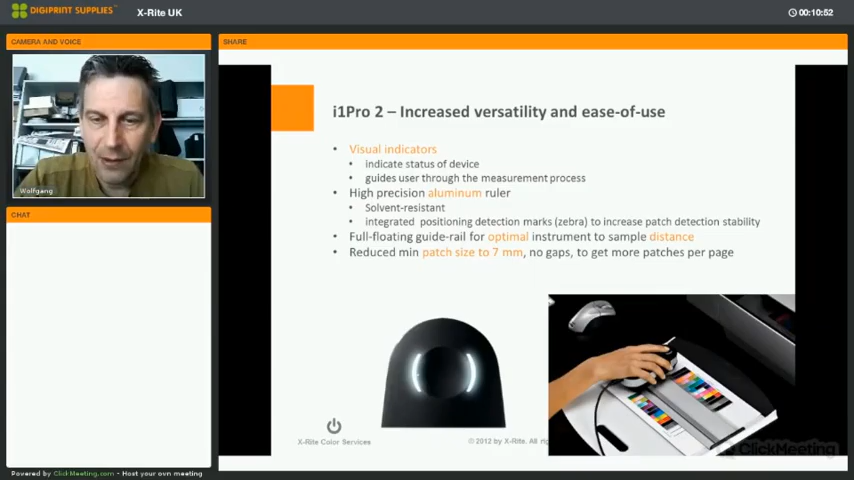 DIGIPRINT SUPPLIES™
X-Rite UK
00:10:52
CAMERA AND VOICE
SHARE
Wolfgang
CHAT
i1Pro 2 – Increased versatility and ease-of-use
• Visual indicators
• indicate status of device
• guides user through the measurement process
• High precision aluminum ruler
• Solvent-resistant
• integrated positioning detection marks (zebra) to increase patch detection stability
• Full-floating guide-rail for optimal instrument to sample distance
• Reduced min patch size to 7 mm, no gaps, to get more patches per page
X-Rite Color Services
© 2012 by X-Rite. All
ClickMeeting
Powered by ClickMeeting.com - Host your own meeting